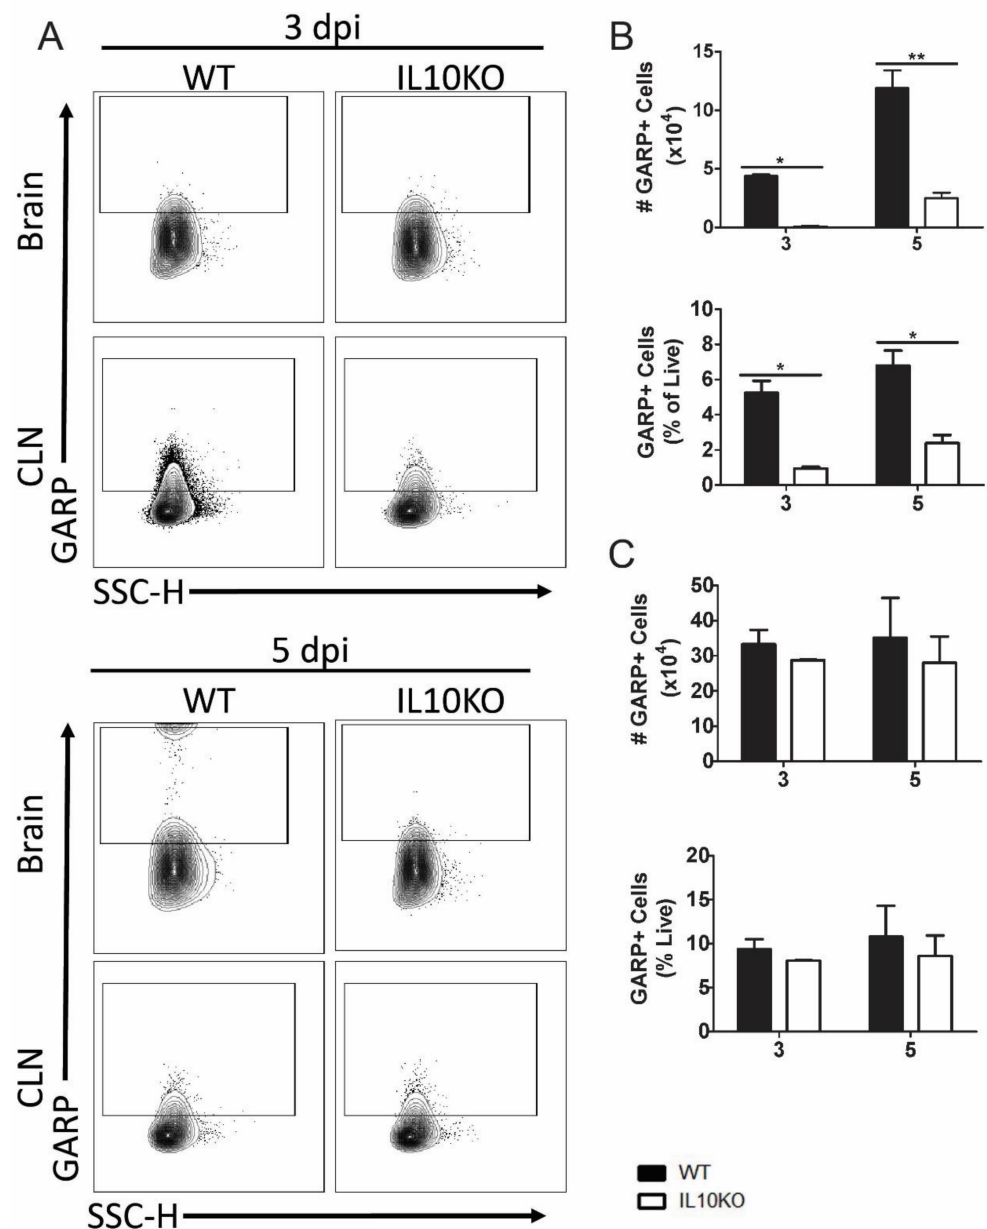 A
3 dpi
WT IL10KO
Brain
CLN
GARP
SSC-H
5 dpi
WT IL10KO
Brain
CLN
GARP
SSC-H
B
# GARP+ Cells
(x10⁴)
15
10
5
0
*
**
3 5
GARP+ Cells
(% of Live)
10
8
6
4
2
0
*
*
3 5
C
# GARP+ Cells
(x10⁴)
50
40
30
20
10
0
3 5
GARP+ Cells
(% Live)
20
15
10
5
0
3 5
WT
IL10KO